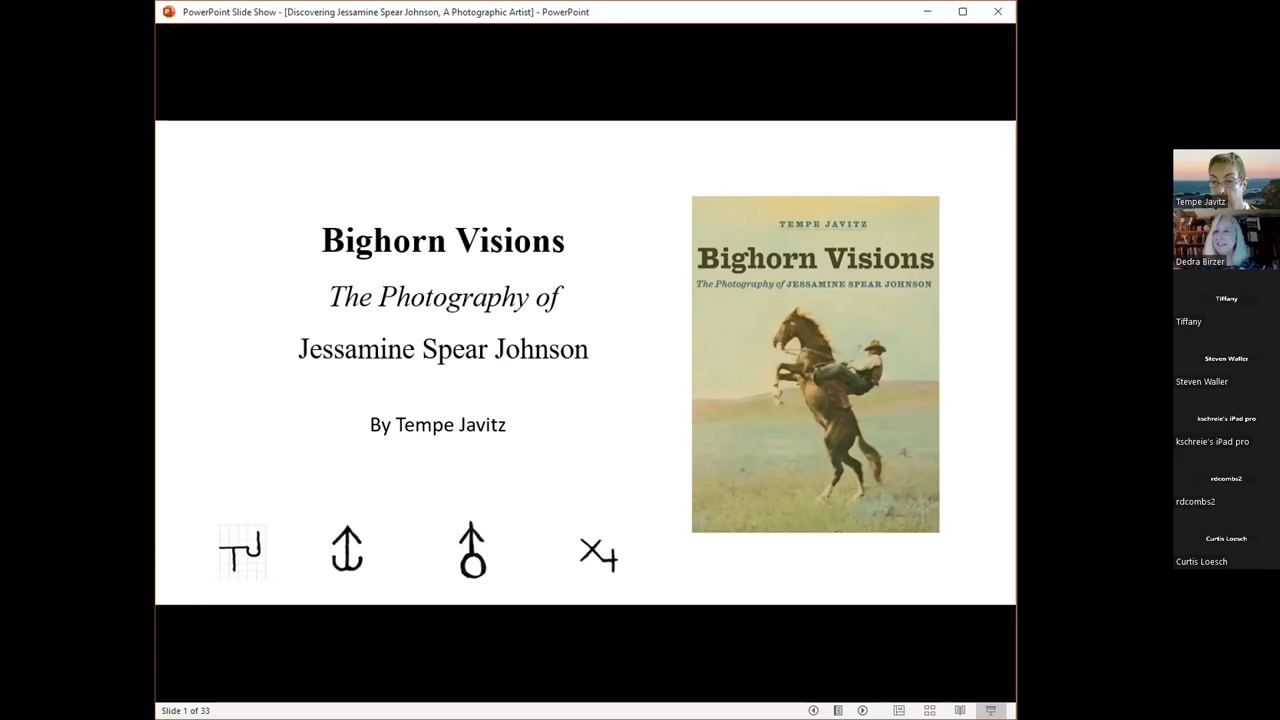 PowerPoint Slide Show - [Discovering Jessamine Spear Johnson, A Photographic Artist] - PowerPoint
Bighorn Visions
The Photography of
Jessamine Spear Johnson
By Tempe Javitz
TJ
X4
TEMPE JAVITZ
Bighorn Visions
The Photography of JESSAMINE SPEAR JOHNSON
Tempe Javitz
Dedra Birzer
Tiffany
Tiffany
Steven Waller
Steven Waller
kschreie's iPad pro
kschreie's iPad pro
rdcombs2
rdcombs2
Curtis Loesch
Curtis Loesch
Slide 1 of 33